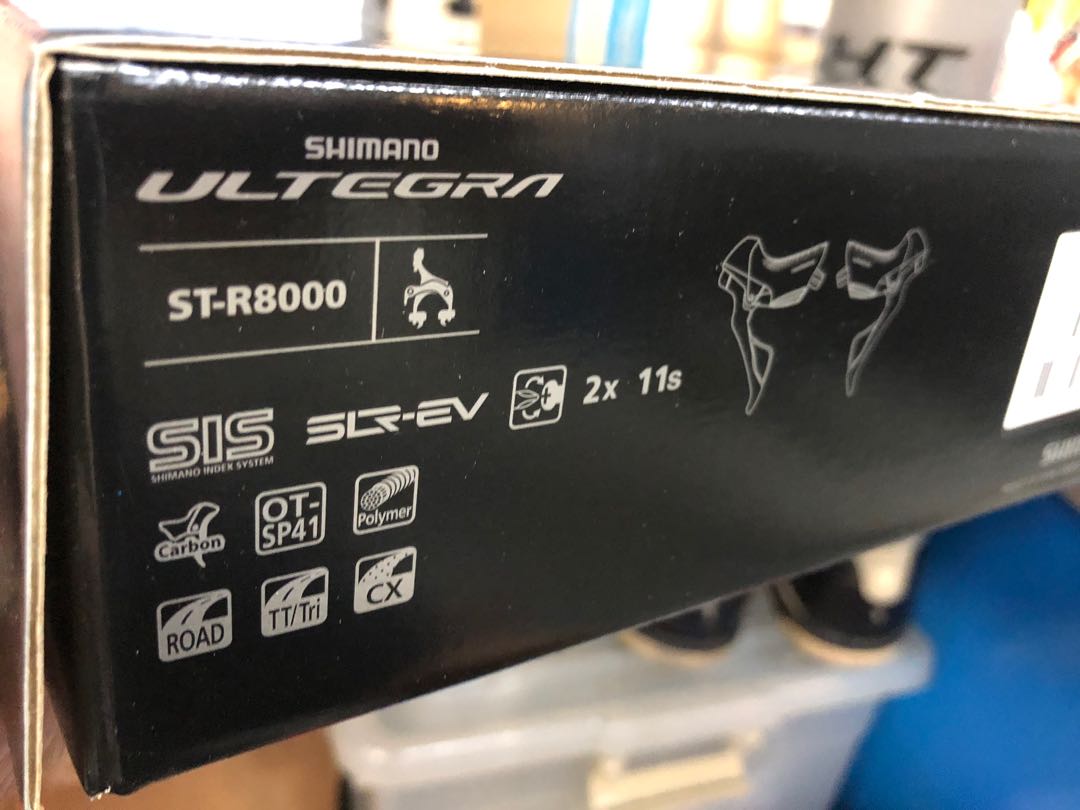 SHIMANO
ULTEGRA
ST-R8000
SIS
SHIMANO INDEX SYSTEM
SLR-EV
2x 11s
Carbon
OT-
SP41
Polymer
ROAD
TT/Tri
CX